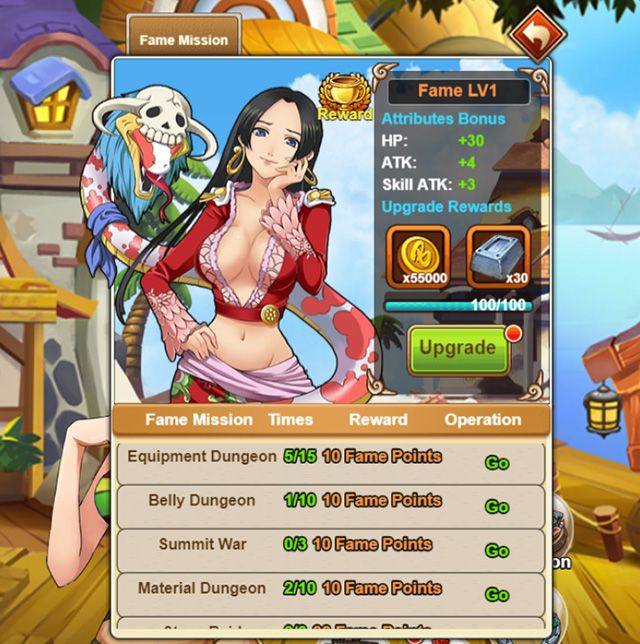 Fame Mission
Reward
Fame LV1
Attributes Bonus
HP: +30
ATK: +4
Skill ATK: +3
Upgrade Rewards
x55000 x30
100/100
Upgrade
Fame Mission Times Reward Operation
Equipment Dungeon 5/15 10 Fame Points Go
Belly Dungeon 1/10 10 Fame Points Go
Summit War 0/3 10 Fame Points Go
Material Dungeon 2/10 10 Fame Points Go
on